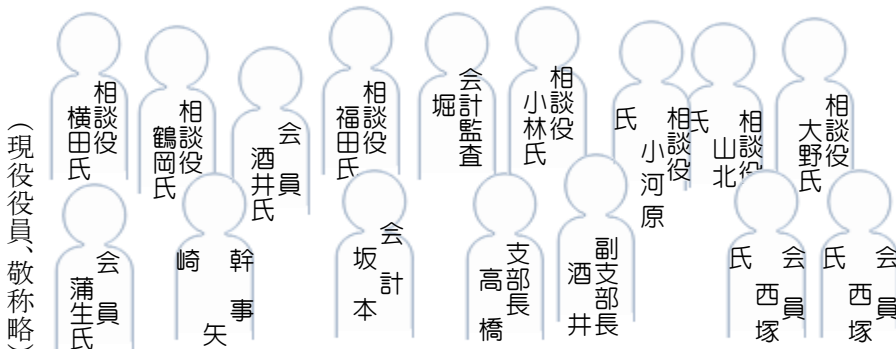 相談役
大野氏
相談役
山北
氏
相談役
小河原
氏
相談役
小林氏
会計監査
堀
相談役
福田氏
会員
酒井氏
相談役
鶴岡氏
相談役
横田氏
会員
西塚
氏
会員
西塚
氏
副支部長
酒井
支部長
高橋
会計
坂本
幹事
矢
崎
会員
蒲生氏
（現役役員、敬称略）